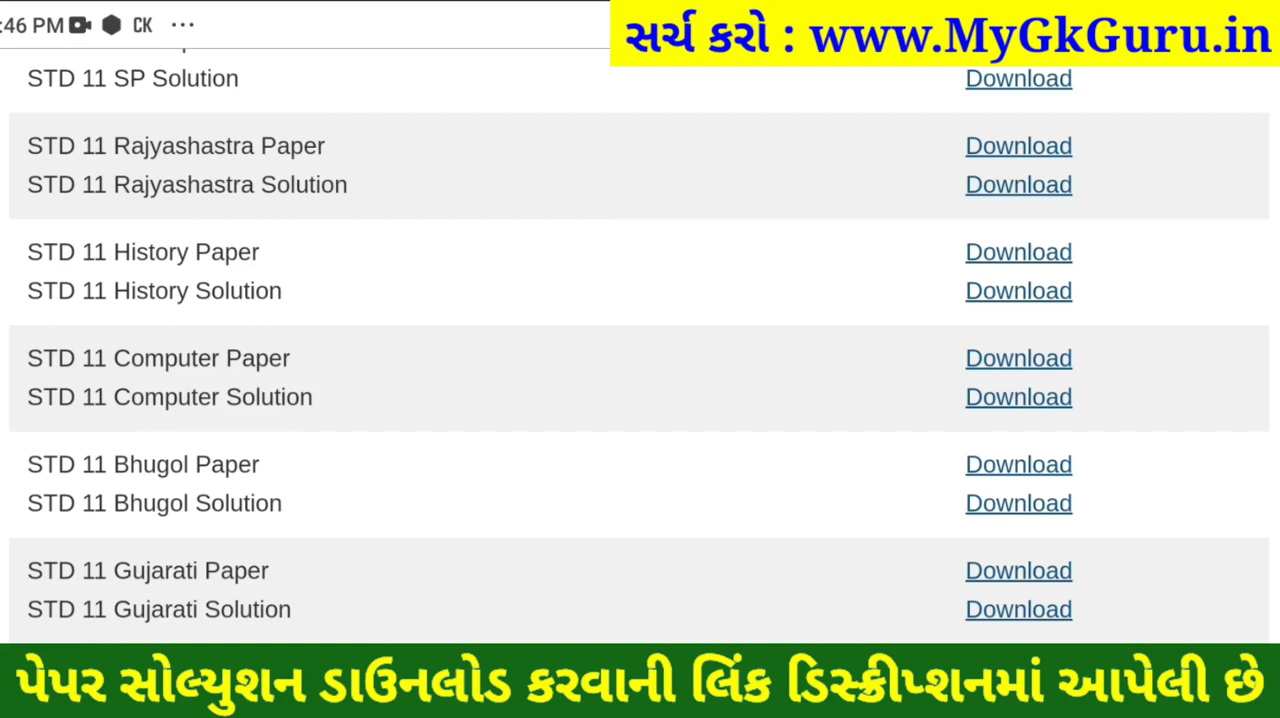 :46 PM CK ...
સર્ચ કરો : www.MyGkGuru.in
STD 11 SP Solution Download
STD 11 Rajyashastra Paper Download
STD 11 Rajyashastra Solution Download
STD 11 History Paper Download
STD 11 History Solution Download
STD 11 Computer Paper Download
STD 11 Computer Solution Download
STD 11 Bhugol Paper Download
STD 11 Bhugol Solution Download
STD 11 Gujarati Paper Download
STD 11 Gujarati Solution Download
પેપર સોલ્યુશન ડાઉનલોડ કરવાની લિંક ડિસ્ક્રીપ્શનમાં આપેલી છે